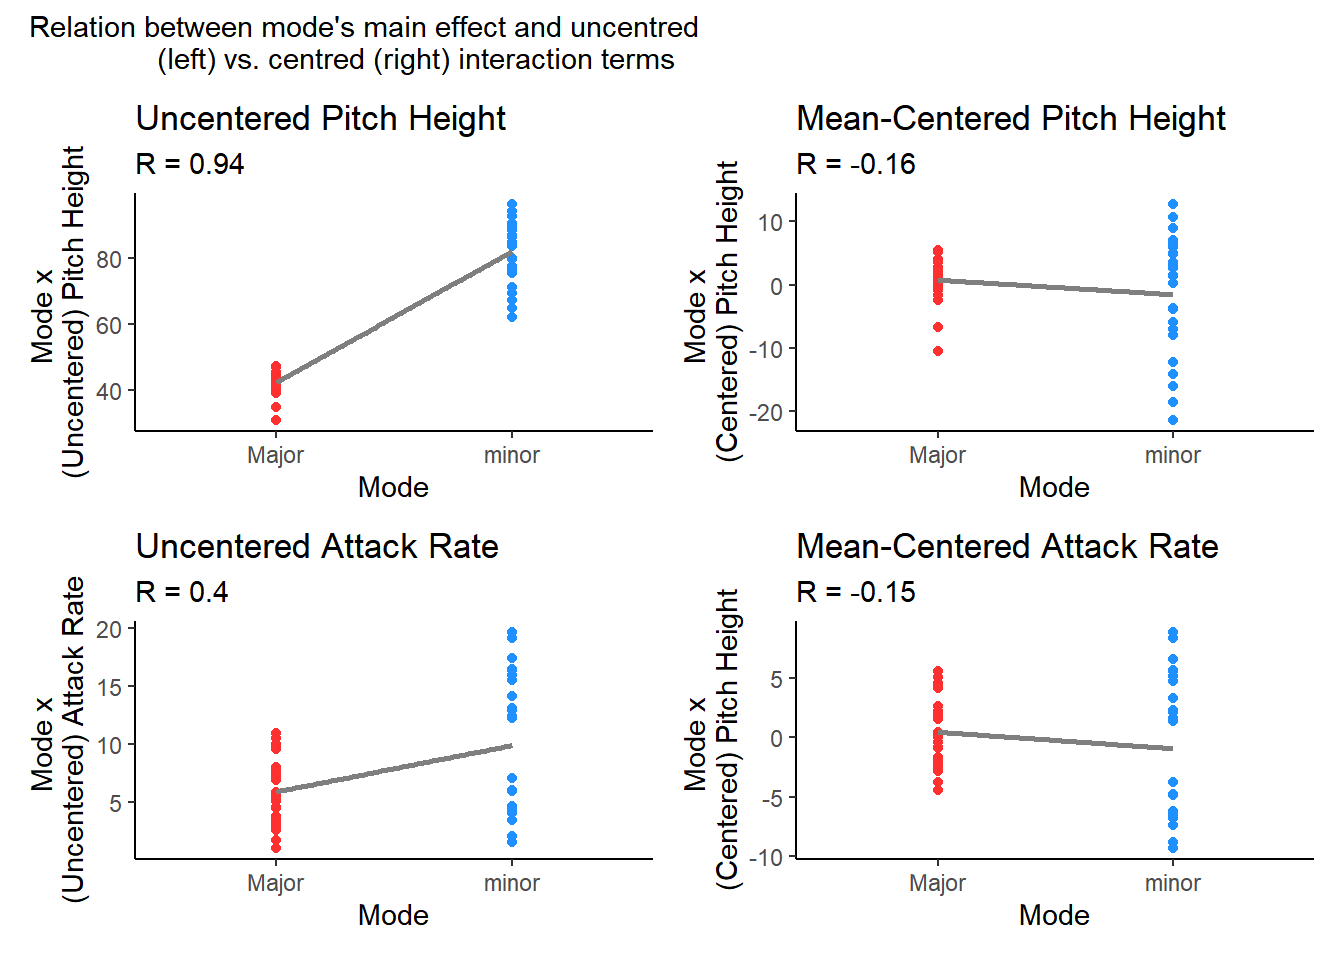 Relation between mode's main effect and uncentred
(left) vs. centred (right) interaction terms
Uncentered Pitch Height
R = 0.94
Mode x
(Uncentered) Pitch Height
80
60
40
Major
minor
Mode
Mean-Centered Pitch Height
R = -0.16
Mode x
(Centered) Pitch Height
10
0
-10
-20
Major
minor
Mode
Uncentered Attack Rate
R = 0.4
Mode x
(Uncentered) Attack Rate
20
15
10
5
Major
minor
Mode
Mean-Centered Attack Rate
R = -0.15
Mode x
(Centered) Pitch Height
5
0
-5
-10
Major
minor
Mode